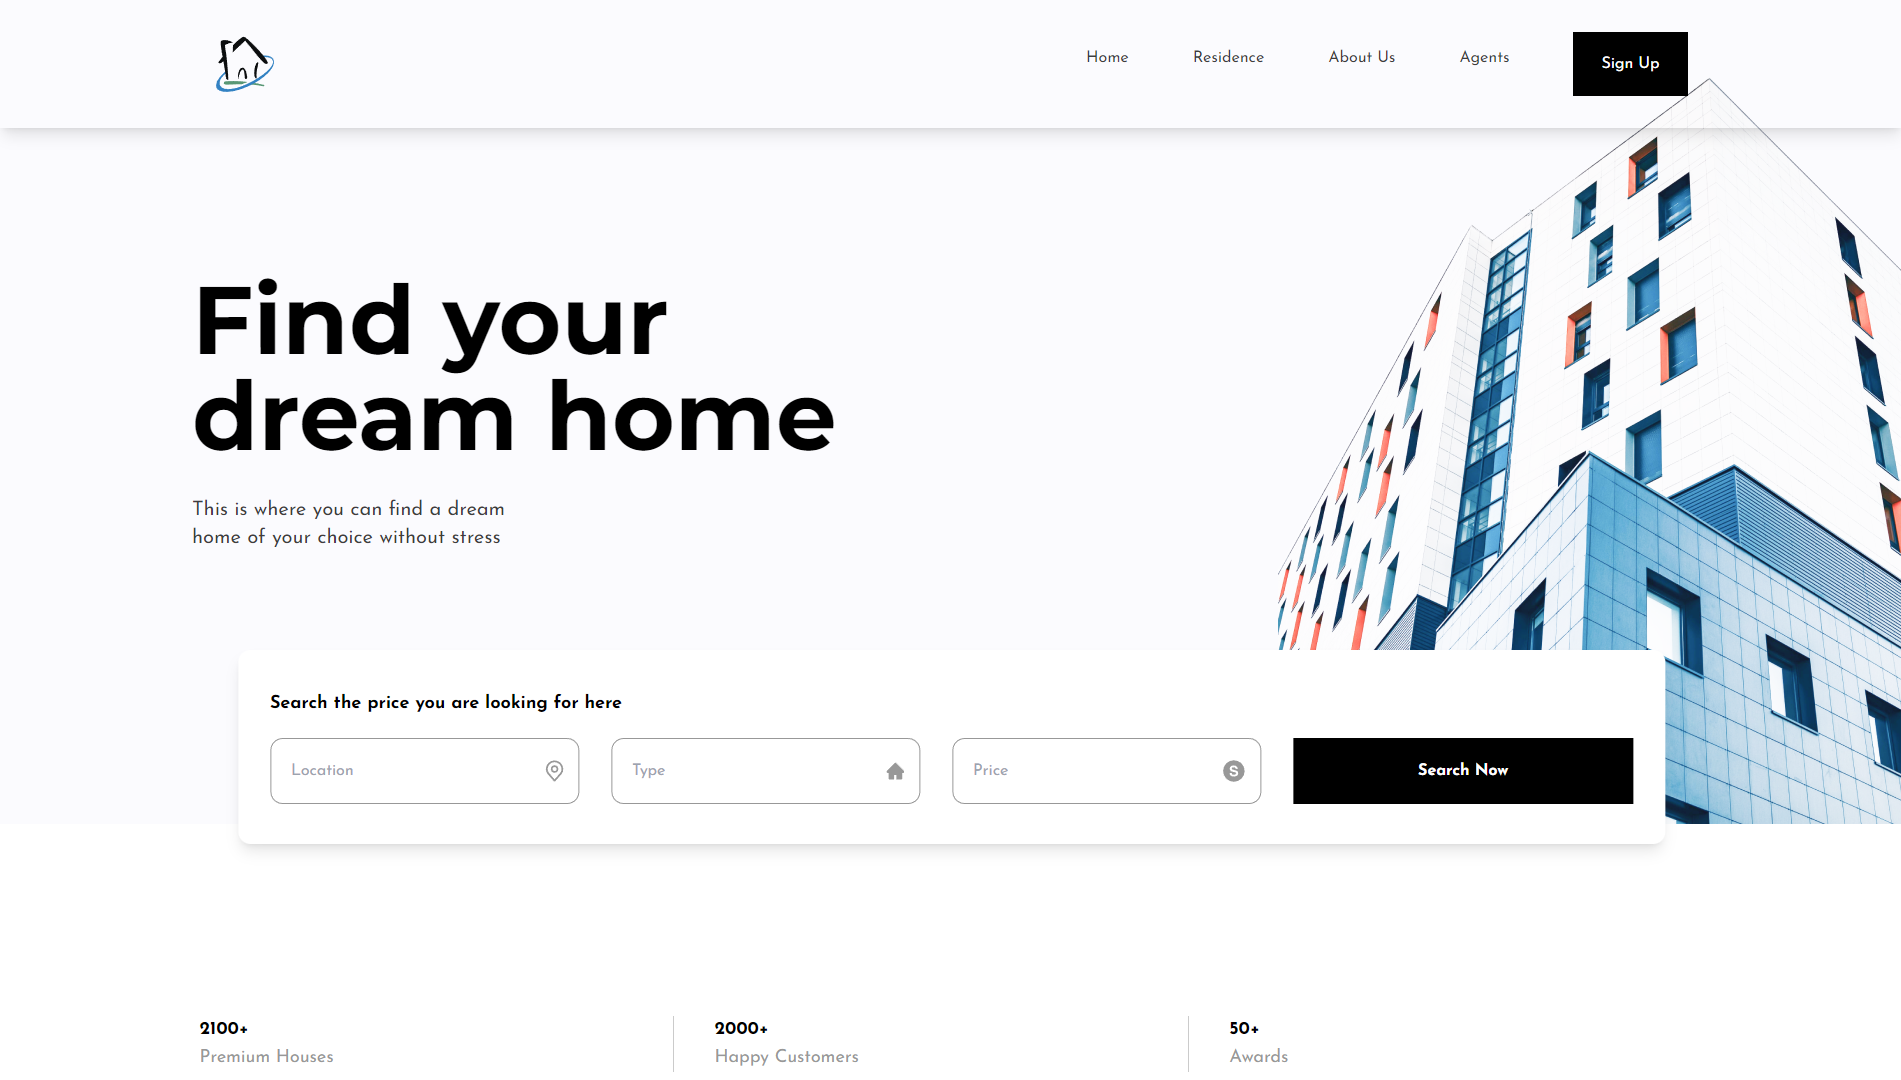 Home
Residence
About Us
Agents
Sign Up
Find your
dream home
This is where you can find a dream
home of your choice without stress
Search the price you are looking for here
Location
Type
Price
S
Search Now
2100+
Premium Houses
2000+
Happy Customers
50+
Awards